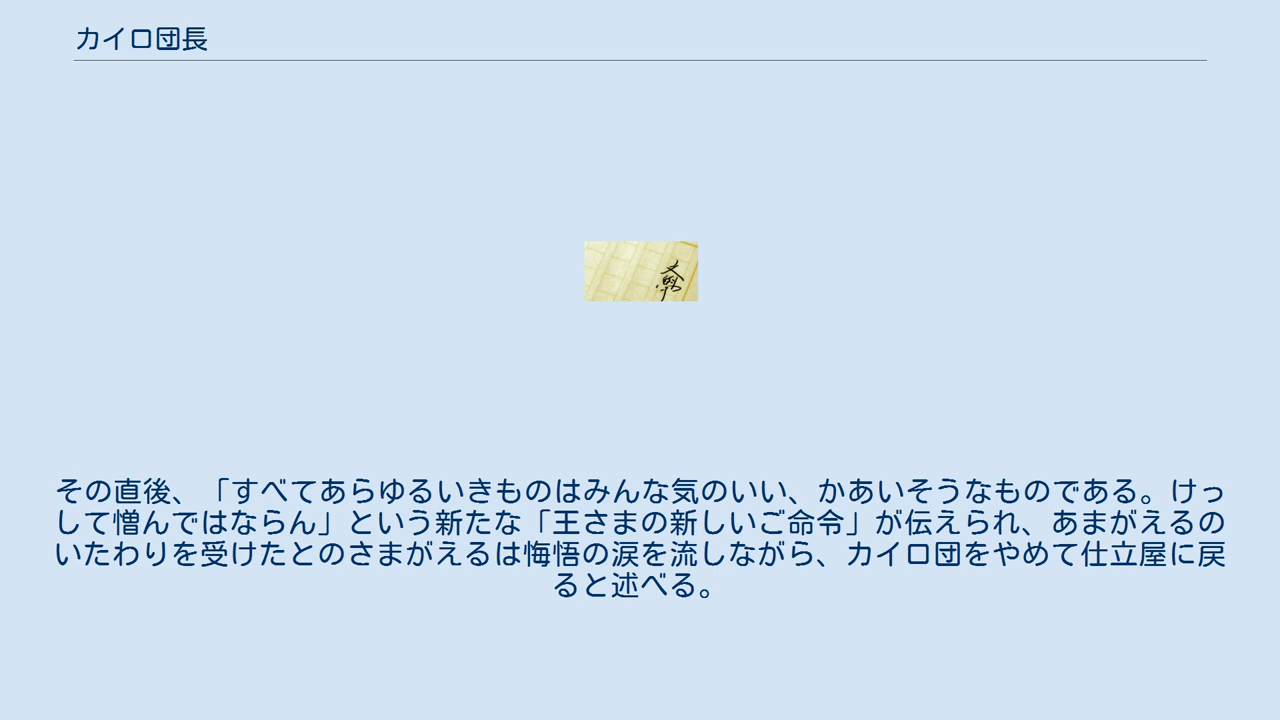 カイロ団長
その直後、「すべてあらゆるいきものはみんな気のいい、かあいそうなものである。けっ
して憎んではならん」という新たな「王さまの新しいご命令」が伝えられ、あまがえるの
いたわりを受けたとのさまがえるは悔悟の涙を流しながら、カイロ団をやめて仕立屋に戻
ると述べる。